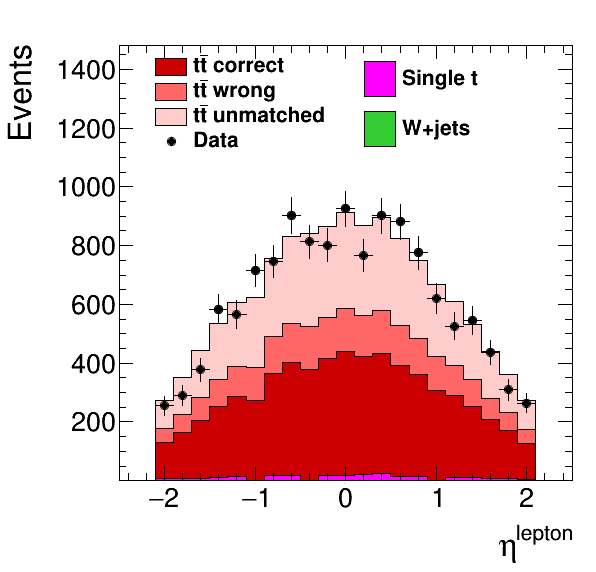 Events
1400
1200
1000
800
600
400
200
tt̄ correct
tt̄ wrong
tt̄ unmatched
Data
Single t
W+jets
−2 −1 0 1 2
η^lepton